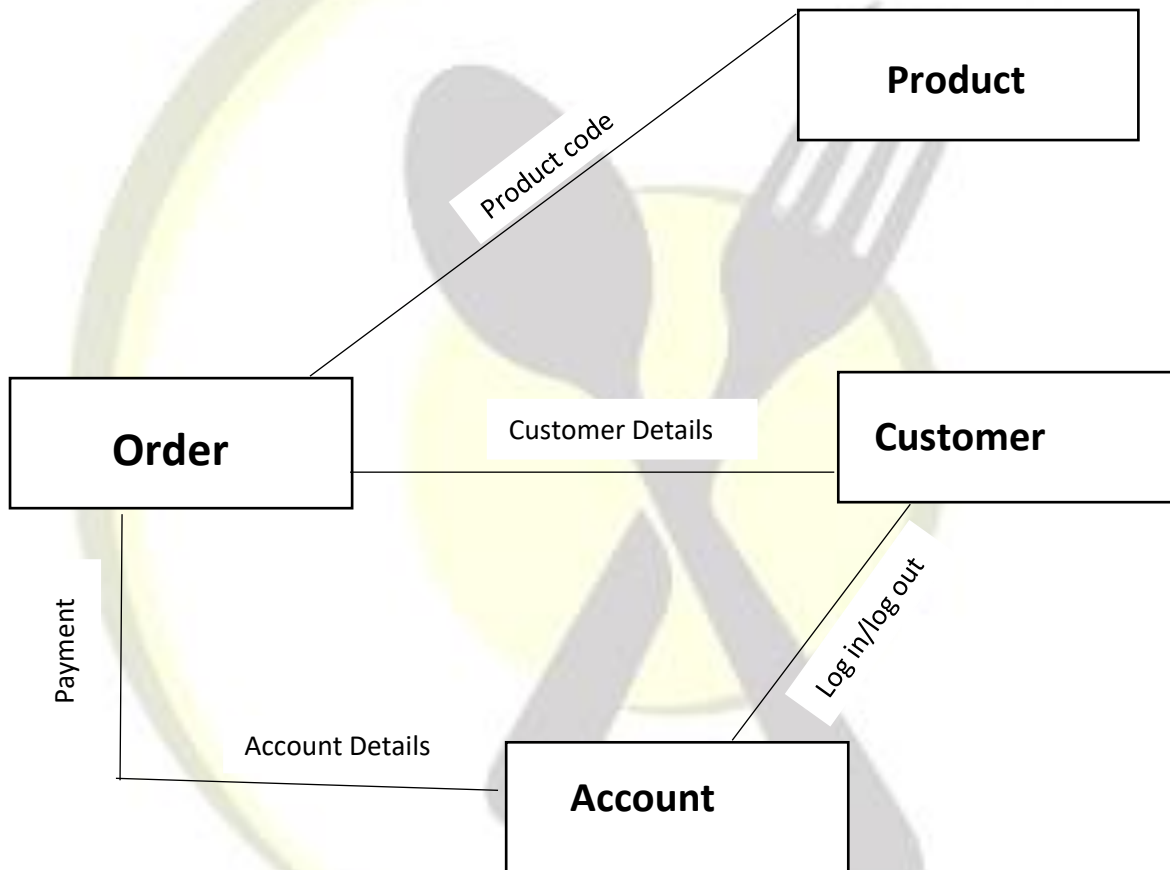 Product
Product code
Order
Customer Details
Customer
Payment
Log in/log out
Account Details
Account